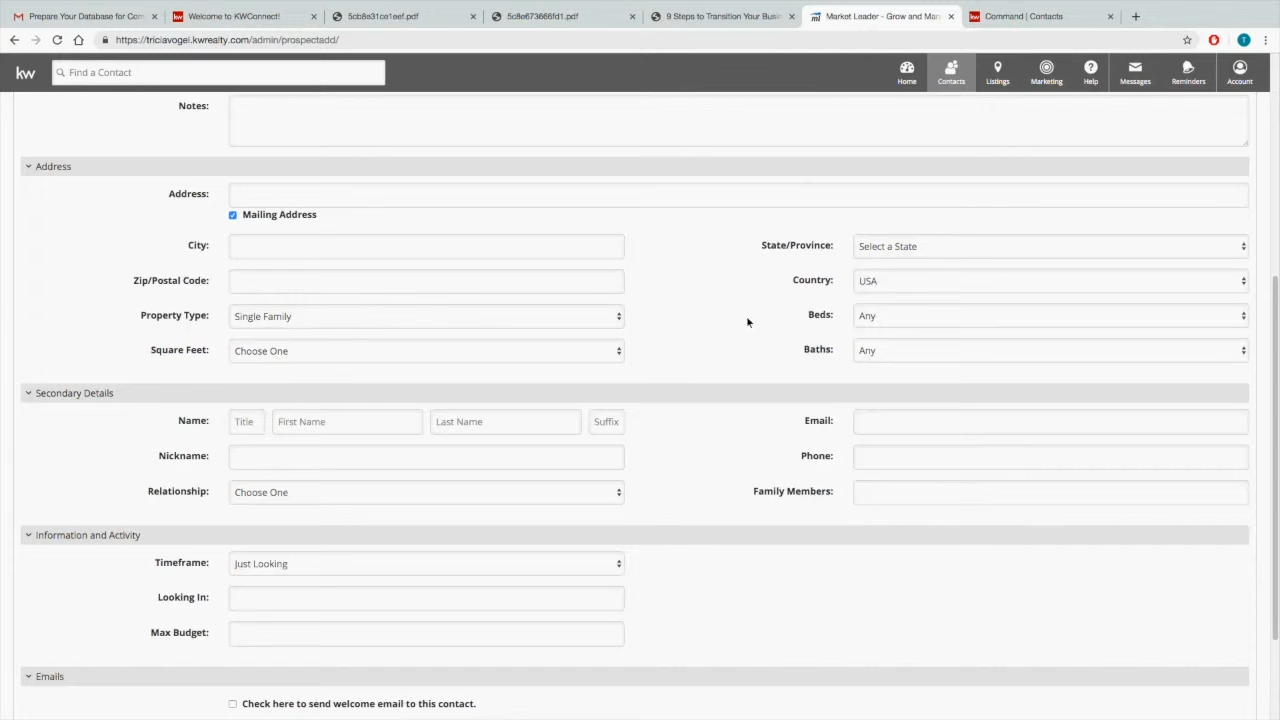 Prepare Your Database for Com
Welcome to KWConnect!
5cb8e31ce1eef.pdf
5c8e673666fd1.pdf
9 Steps to Transition Your Busi
Market Leader - Grow and Man
Command | Contacts
https://triciavogel.kwrealty.com/admin/prospectadd/
T
kw
Find a Contact
Home
Contacts
Listings
Marketing
Help
Messages
Reminders
Account
Notes:
Address
Address:
Mailing Address
City:
State/Province: Select a State
Zip/Postal Code:
Country: USA
Property Type: Single Family
Beds: Any
Square Feet: Choose One
Baths: Any
Secondary Details
Name: Title First Name Last Name Suffix
Email:
Nickname:
Phone:
Relationship: Choose One
Family Members:
Information and Activity
Timeframe: Just Looking
Looking In:
Max Budget:
Emails
Check here to send welcome email to this contact.